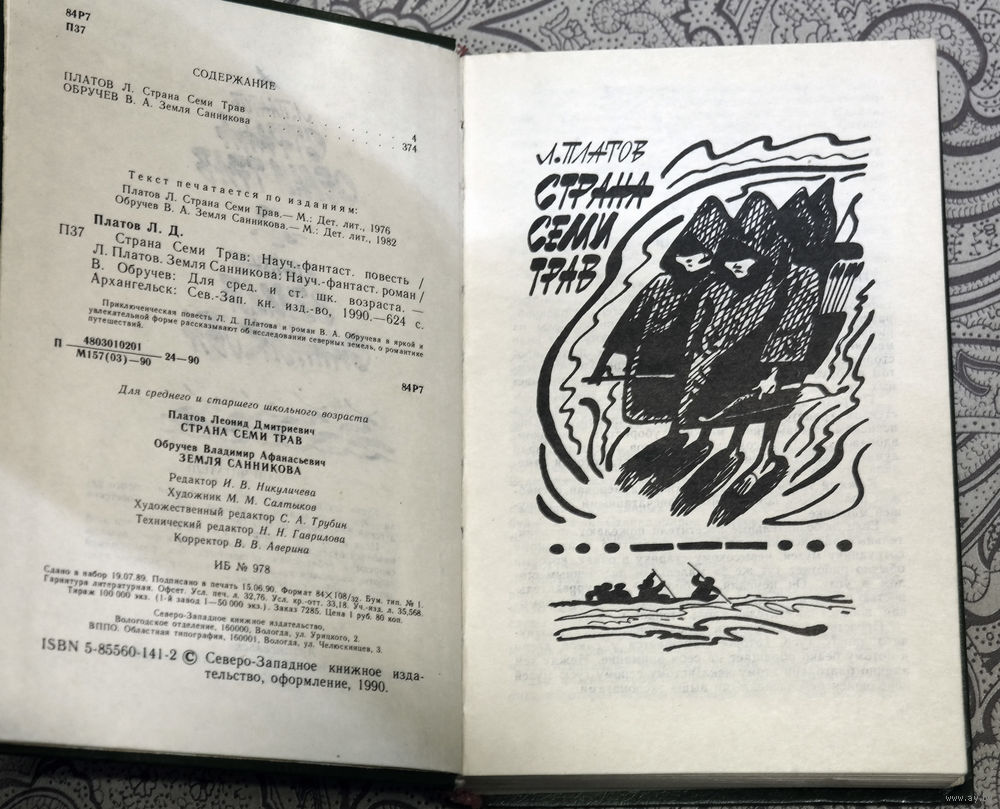 84Р7
П37
СОДЕРЖАНИЕ
ПЛАТОВ Л. Страна Семи Трав . . . . . . . . . . 4
ОБРУЧЕВ В. А. Земля Санникова . . . . . . . . . . 374
Текст печатается по изданиям:
Платов Л. Страна Семи Трав.— М.: Дет. лит., 1976
Обручев В. А. Земля Санникова.— М.: Дет. лит., 1982
Платов Л. Д.
П37 Страна Семи Трав: Науч.-фантаст. повесть /
Л. Платов. Земля Санникова: Науч.-фантаст. роман /
В. Обручев: Для сред. и ст. шк. возраста. —
Архангельск: Сев.-Зап. кн. изд.-во, 1990.—624 с.
Приключенческая повесть Л. Д. Платова и роман В. А. Обручева в яркой и
увлекательной форме рассказывают об исследовании северных земель, о романтике
путешествий.
П 4803010201
М157(03)—90
24—90
84Р7
Для среднего и старшего школьного возраста
Платов Леонид Дмитриевич
СТРАНА СЕМИ ТРАВ
Обручев Владимир Афанасьевич
ЗЕМЛЯ САННИКОВА
Редактор И. В. Никуличева
Художник М. М. Салтыков
Художественный редактор С. А. Трубин
Технический редактор Н. Н. Гаврилова
Корректор В. В. Аверина
ИБ № 978
Сдано в набор 19.07.89. Подписано в печать 15.06.90. Формат 84×108/32. Бум. тип. № 1.
Гарнитура литературная. Офсет. Усл. печ. л. 32,76. Усл. кр.-отт. 33,18. Уч.-изд. л. 35,568.
Тираж 100 000 экз. (1-й завод 1—50 000 экз.). Заказ 7285. Цена 1 руб. 80 коп.
Северо-Западное книжное издательство,
Вологодское отделение, 160000, Вологда, ул. Урицкого, 2.
ВППО. Областная типография, 160001, Вологда, ул. Челюскинцев, 3.
ISBN 5-85560-141-2 © Северо-Западное книжное изда-
тельство, оформление, 1990.
Л. ПЛАТОВ
СТРАНА
СЕМИ
ТРАВ